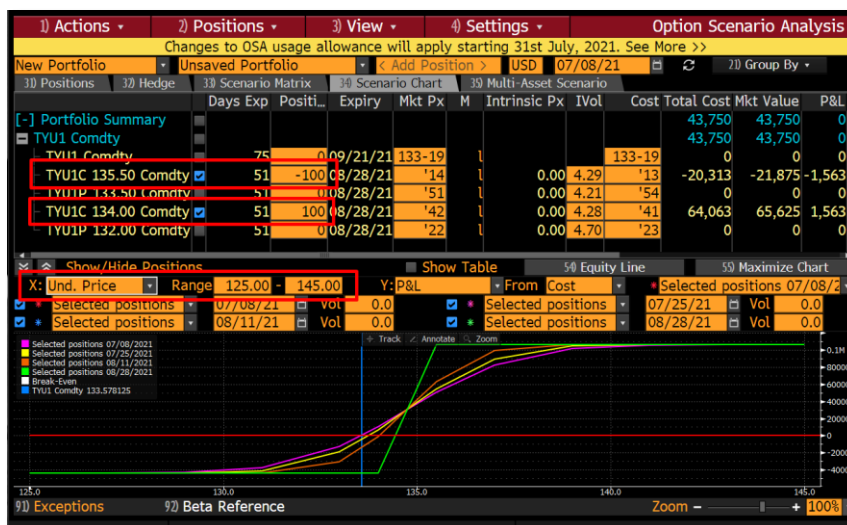 1) Actions 2) Positions 3) View 4) Settings Option Scenario Analysis
Changes to OSA usage allowance will apply starting 31st July, 2021. See More >>
New Portfolio Unsaved Portfolio < Add Position > USD 07/08/21 21) Group By
31) Positions 32) Hedge 33) Scenario Matrix 34) Scenario Chart 35) Multi-Asset Scenario
Days Exp Positi... Expiry Mkt Px M Intrinsic Px IVol Cost Total Cost Mkt Value P&L
[-] Portfolio Summary 43,750 43,750 0
TYU1 Comdty 43,750 43,750 0
TYU1 Comdty 75 0 09/21/21 133-19 l 133-19 0 0 0
TYU1C 135.50 Comdty 51 -100 08/28/21 '14 l 0.00 4.29 '13 -20,313 -21,875 -1,563
TYU1P 133.50 Comdty 51 0 08/28/21 '51 l 0.00 4.21 '54 0 0 0
TYU1C 134.00 Comdty 51 100 08/28/21 '42 l 0.00 4.28 '41 64,063 65,625 1,563
TYU1P 132.00 Comdty 51 0 08/28/21 '22 l 0.00 4.70 '23 0 0 0
Show/Hide Positions Show Table 54) Equity Line 55) Maximize Chart
X: Und. Price Range 125.00 - 145.00 Y: P&L From Cost * Selected positions 07/08/2
* Selected positions 07/08/21 Vol 0.0 * Selected positions 07/25/21 Vol 0.0
* Selected positions 08/11/21 Vol 0.0 * Selected positions 08/28/21 Vol 0.0
+ Track Annotate Zoom
Selected positions 07/08/2021
Selected positions 07/25/2021
Selected positions 08/11/2021
Selected positions 08/28/2021
Break-Even
TYU1 Comdty 133.578125
0.1M
80000
60000
40000
20000
0
-2000
-4000
125.0 130.0 135.0 140.0 145.0
91) Exceptions 92) Beta Reference Zoom - + 100%